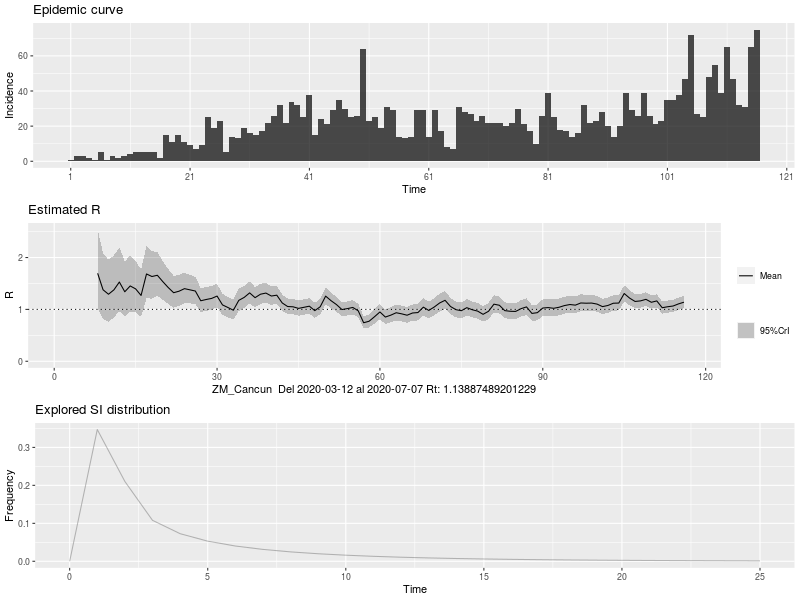 Epidemic curve
Incidence
60
40
20
0
1
21
41
61
81
101
121
Time
Estimated R
R
2
1
0
0
30
60
90
120
Mean
95%CrI
ZM_Cancun Del 2020-03-12 al 2020-07-07 Rt: 1.13887489201229
Explored SI distribution
Frequency
0.3
0.2
0.1
0.0
0
5
10
15
20
25
Time